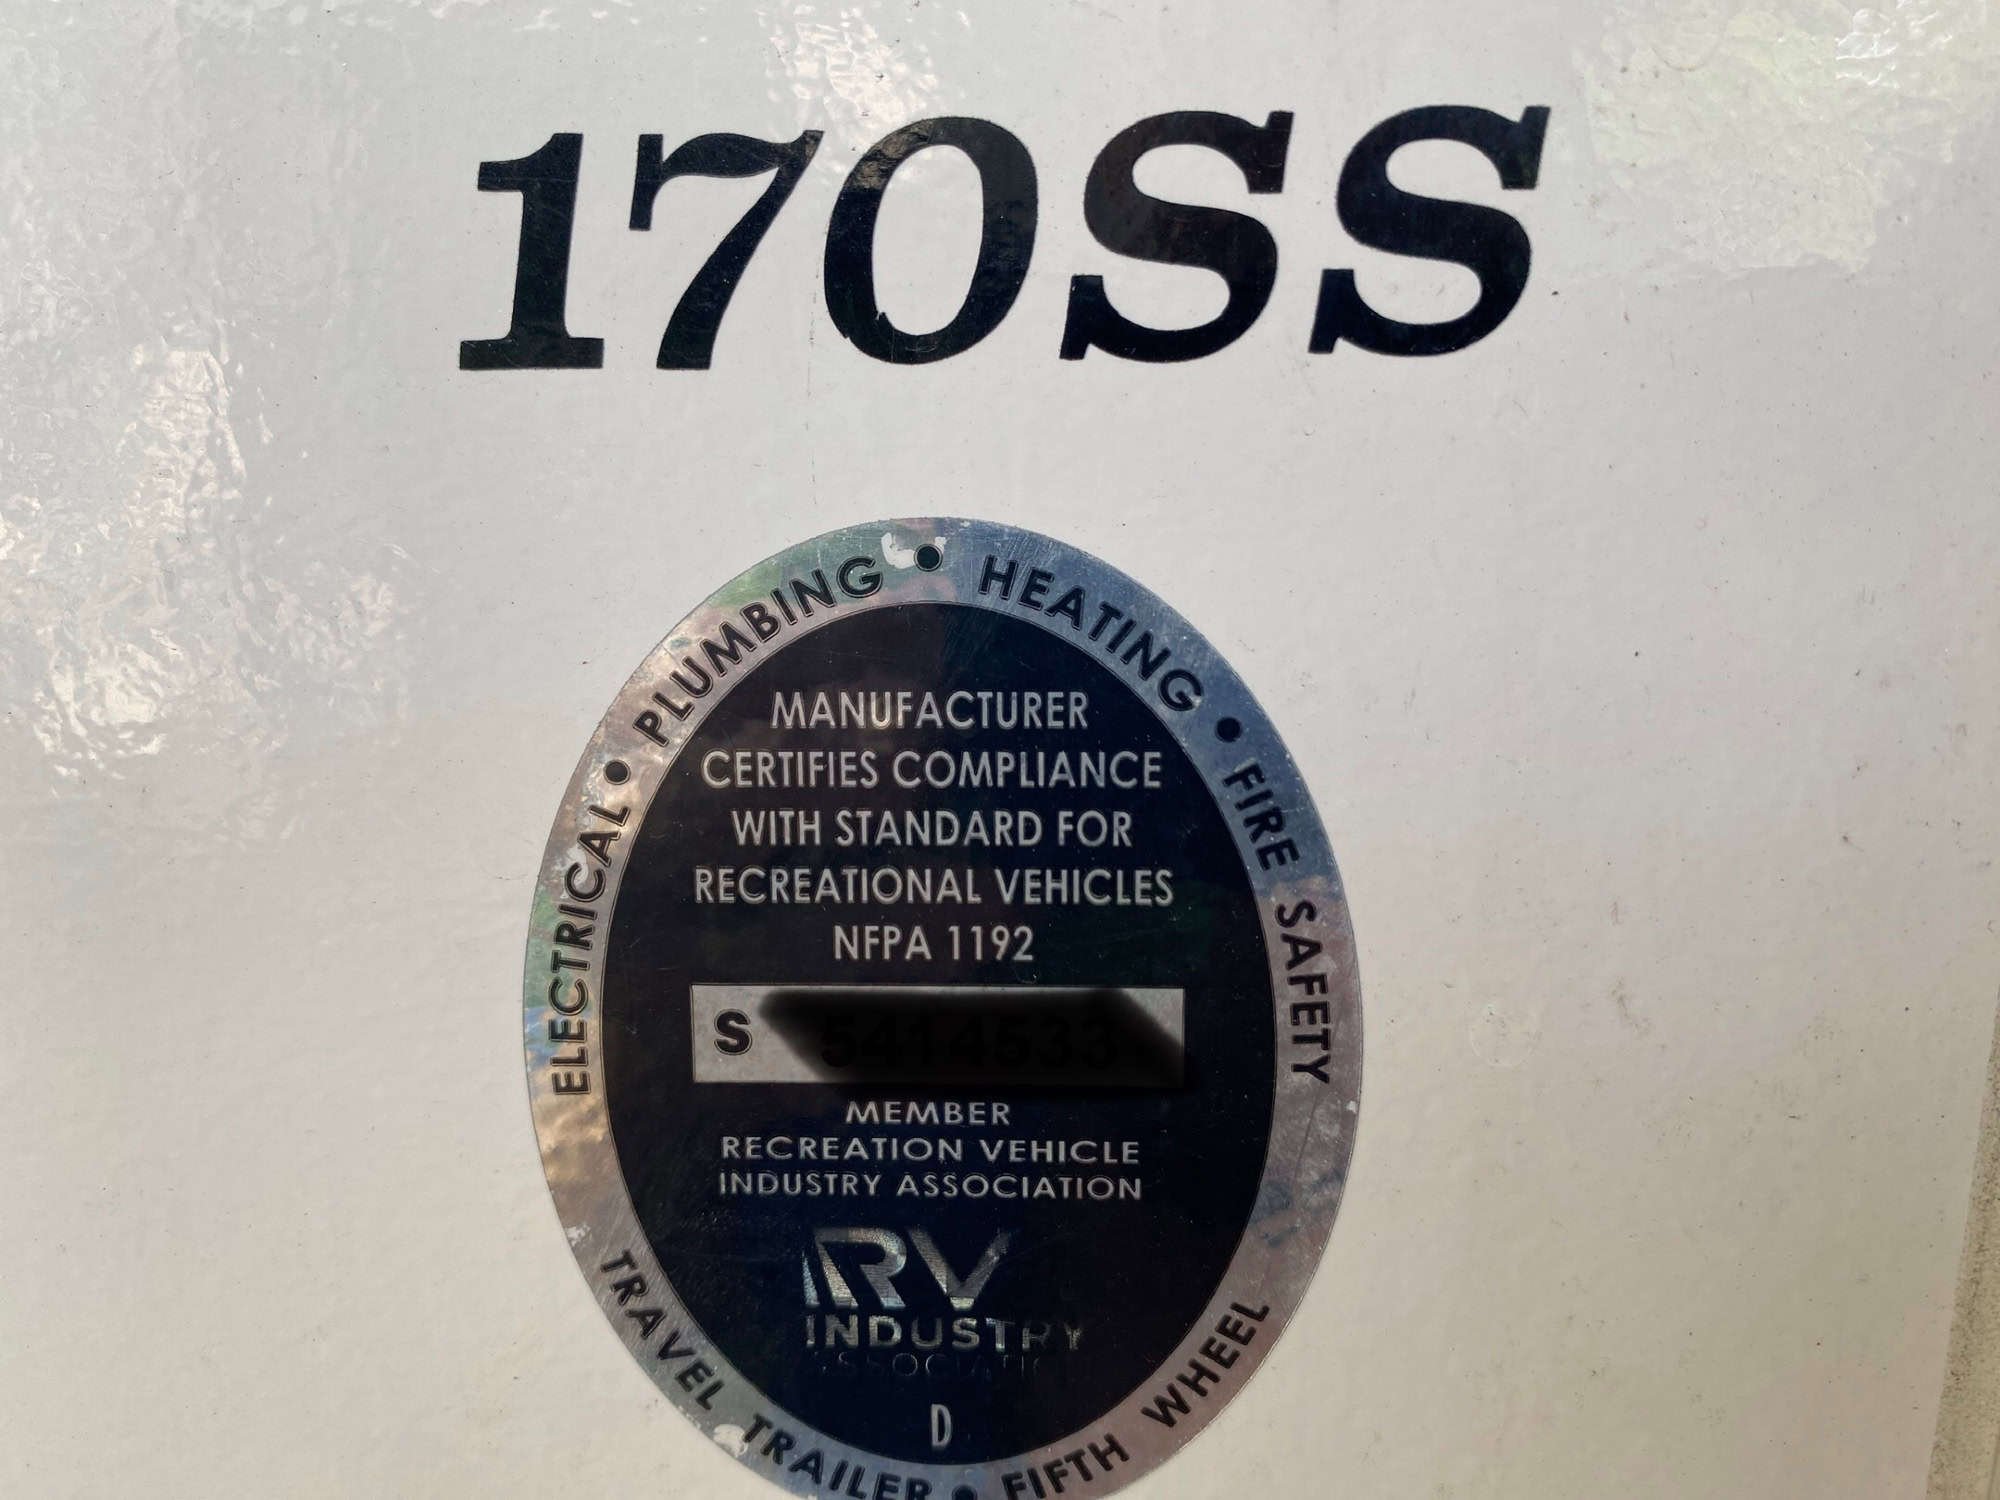 170SS
ELECTRICAL • PLUMBING • HEATING • FIRE SAFETY
MANUFACTURER
CERTIFIES COMPLIANCE
WITH STANDARD FOR
RECREATIONAL VEHICLES
NFPA 1192
S
MEMBER
RECREATION VEHICLE
INDUSTRY ASSOCIATION
RV
INDUSTRY
ASSOCIATION
D
TRAVEL TRAILER • FIFTH WHEEL